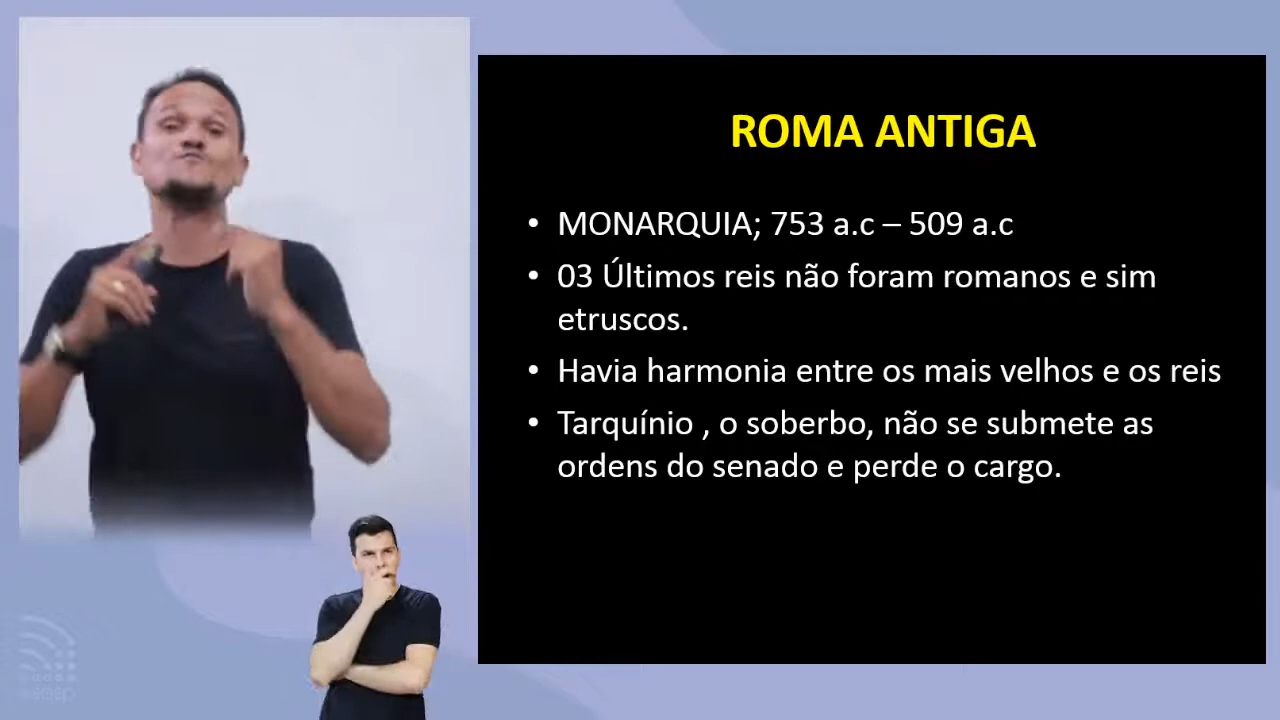 ROMA ANTIGA
• MONARQUIA; 753 a.c – 509 a.c
• 03 Últimos reis não foram romanos e sim
etruscos.
• Havia harmonia entre os mais velhos e os reis
• Tarquínio , o soberbo, não se submete as
ordens do senado e perde o cargo.